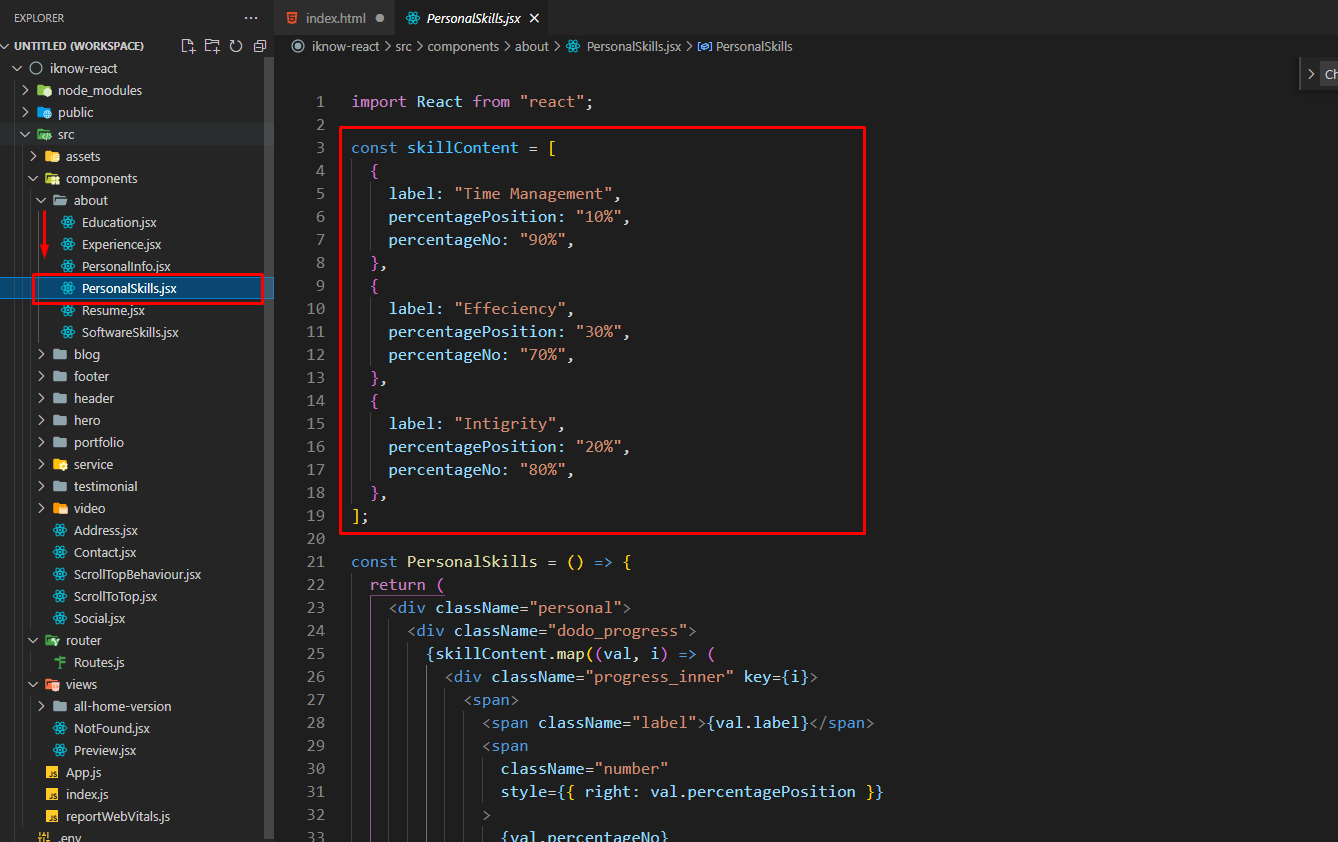 EXPLORER
index.html
PersonalSkills.jsx
UNTITLED (WORKSPACE)
iknow-react
src
components
about
PersonalSkills.jsx
PersonalSkills
iknow-react
node_modules
public
src
assets
components
about
Education.jsx
Experience.jsx
PersonalInfo.jsx
PersonalSkills.jsx
Resume.jsx
SoftwareSkills.jsx
blog
footer
header
hero
portfolio
service
testimonial
video
Address.jsx
Contact.jsx
ScrollTopBehaviour.jsx
ScrollToTop.jsx
Social.jsx
router
Routes.js
views
all-home-version
NotFound.jsx
Preview.jsx
JS App.js
JS index.js
JS reportWebVitals.js
.env
Ch
1 import React from "react";
2
3 const skillContent = [
4 {
5 label: "Time Management",
6 percentagePosition: "10%",
7 percentageNo: "90%",
8 },
9 {
10 label: "Effeciency",
11 percentagePosition: "30%",
12 percentageNo: "70%",
13 },
14 {
15 label: "Intigrity",
16 percentagePosition: "20%",
17 percentageNo: "80%",
18 },
19 ];
20
21 const PersonalSkills = () => {
22 return (
23 <div className="personal">
24 <div className="dodo_progress">
25 {skillContent.map((val, i) => (
26 <div className="progress_inner" key={i}>
27 <span>
28 <span className="label">{val.label}</span>
29 <span
30 className="number"
31 style={{ right: val.percentagePosition }}
32 >
33 {val.percentageNo}